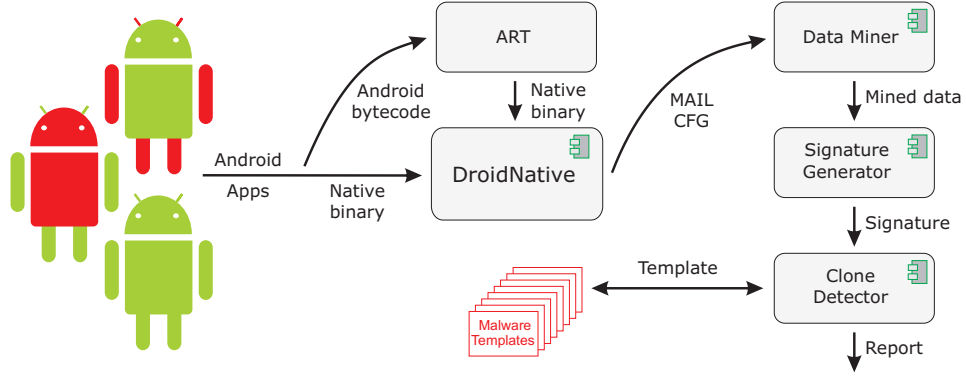 ART
Data Miner
Android
bytecode
Native
binary
MAIL
CFG
Mined data
Android
Apps
Native
binary
DroidNative
Signature
Generator
Signature
Template
Clone
Detector
Malware
Templates
Report